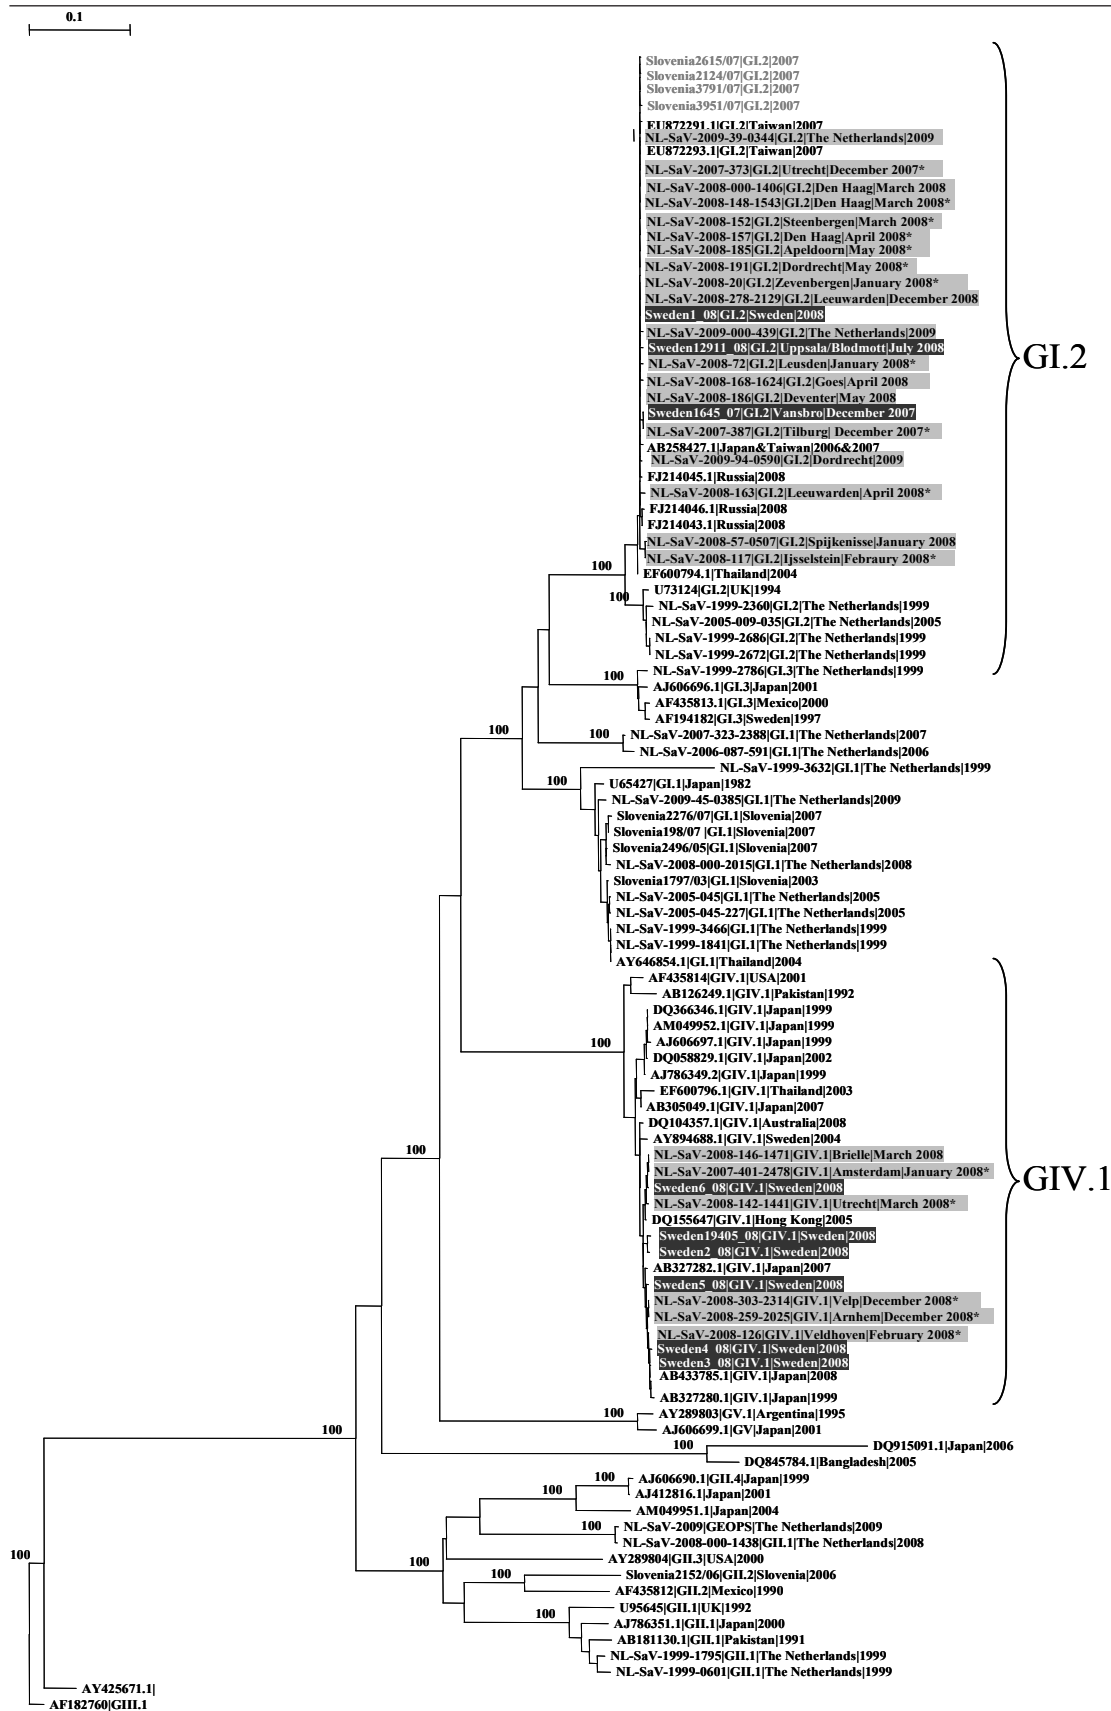 0.1
Slovenia2615/07|GI.2|2007
Slovenia2124/07|GI.2|2007
Slovenia3791/07|GI.2|2007
Slovenia3951/07|GI.2|2007
EU872291.1|GI.2|Taiwan|2007
NL-SaV-2009-39-0344|GI.2|The Netherlands|2009
EU872293.1|GI.2|Taiwan|2007
NL-SaV-2007-373|GI.2|Utrecht|December 2007*
NL-SaV-2008-000-1406|GI.2|Den Haag|March 2008
NL-SaV-2008-148-1543|GI.2|Den Haag|March 2008*
NL-SaV-2008-152|GI.2|Steenbergen|March 2008*
NL-SaV-2008-157|GI.2|Den Haag|April 2008*
NL-SaV-2008-185|GI.2|Apeldoorn|May 2008*
NL-SaV-2008-191|GI.2|Dordrecht|May 2008*
NL-SaV-2008-20|GI.2|Zevenbergen|January 2008*
NL-SaV-2008-278-2129|GI.2|Leeuwarden|December 2008
Sweden1_08|GI.2|Sweden|2008
NL-SaV-2009-000-439|GI.2|The Netherlands|2009
Sweden12911_08|GI.2|Uppsala/Blodmott|July 2008
GI.2
NL-SaV-2008-72|GI.2|Leusden|January 2008*
NL-SaV-2008-168-1624|GI.2|Goes|April 2008
NL-SaV-2008-186|GI.2|Deventer|May 2008
Sweden1645_07|GI.2|Vansbro|December 2007
NL-SaV-2007-387|GI.2|Tilburg| December 2007*
AB258427.1|Japan&Taiwan|2006&2007
NL-SaV-2009-94-0590|GI.2|Dordrecht|2009
FJ214045.1|Russia|2008
NL-SaV-2008-163|GI.2|Leeuwarden|April 2008*
FJ214046.1|Russia|2008
FJ214043.1|Russia|2008
NL-SaV-2008-57-0507|GI.2|Spijkenisse|January 2008
NL-SaV-2008-117|GI.2|Ijsselstein|Febraury 2008*
100
EF600794.1|Thailand|2004
U73124|GI.2|UK|1994
100
NL-SaV-1999-2360|GI.2|The Netherlands|1999
NL-SaV-2005-009-035|GI.2|The Netherlands|2005
NL-SaV-1999-2686|GI.2|The Netherlands|1999
NL-SaV-1999-2672|GI.2|The Netherlands|1999
NL-SaV-1999-2786|GI.3|The Netherlands|1999
100
AJ606696.1|GI.3|Japan|2001
AF435813.1|GI.3|Mexico|2000
AF194182|GI.3|Sweden|1997
100
NL-SaV-2007-323-2388|GI.1|The Netherlands|2007
100
NL-SaV-2006-087-591|GI.1|The Netherlands|2006
NL-SaV-1999-3632|GI.1|The Netherlands|1999
100
U65427|GI.1|Japan|1982
NL-SaV-2009-45-0385|GI.1|The Netherlands|2009
Slovenia2276/07|GI.1|Slovenia|2007
Slovenia198/07 |GI.1|Slovenia|2007
Slovenia2496/05|GI.1|Slovenia|2007
NL-SaV-2008-000-2015|GI.1|The Netherlands|2008
Slovenia1797/03|GI.1|Slovenia|2003
NL-SaV-2005-045|GI.1|The Netherlands|2005
NL-SaV-2005-045-227|GI.1|The Netherlands|2005
NL-SaV-1999-3466|GI.1|The Netherlands|1999
NL-SaV-1999-1841|GI.1|The Netherlands|1999
AY646854.1|GI.1|Thailand|2004
AF435814|GIV.1|USA|2001
AB126249.1|GIV.1|Pakistan|1992
DQ366346.1|GIV.1|Japan|1999
AM049952.1|GIV.1|Japan|1999
AJ606697.1|GIV.1|Japan|1999
100
DQ058829.1|GIV.1|Japan|2002
AJ786349.2|GIV.1|Japan|1999
EF600796.1|GIV.1|Thailand|2003
AB305049.1|GIV.1|Japan|2007
DQ104357.1|GIV.1|Australia|2008
AY894688.1|GIV.1|Sweden|2004
100
NL-SaV-2008-146-1471|GIV.1|Brielle|March 2008
NL-SaV-2007-401-2478|GIV.1|Amsterdam|January 2008*
GIV.1
Sweden6_08|GIV.1|Sweden|2008
NL-SaV-2008-142-1441|GIV.1|Utrecht|March 2008*
DQ155647|GIV.1|Hong Kong|2005
Sweden19405_08|GIV.1|Sweden|2008
Sweden2_08|GIV.1|Sweden|2008
AB327282.1|GIV.1|Japan|2007
Sweden5_08|GIV.1|Sweden|2008
NL-SaV-2008-303-2314|GIV.1|Velp|December 2008*
NL-SaV-2008-259-2025|GIV.1|Arnhem|December 2008*
NL-SaV-2008-126|GIV.1|Veldhoven|February 2008*
Sweden4_08|GIV.1|Sweden|2008
Sweden3_08|GIV.1|Sweden|2008
AB433785.1|GIV.1|Japan|2008
AB327280.1|GIV.1|Japan|1999
100
AY289803|GV.1|Argentina|1995
AJ606699.1|GV|Japan|2001
100
100
DQ915091.1|Japan|2006
DQ845784.1|Bangladesh|2005
100
AJ606690.1|GII.4|Japan|1999
100
AJ412816.1|Japan|2001
AM049951.1|Japan|2004
100
NL-SaV-2009|GEOPS|The Netherlands|2009
NL-SaV-2008-000-1438|GII.1|The Netherlands|2008
100
100
AY289804|GII.3|USA|2000
100
Slovenia2152/06|GII.2|Slovenia|2006
AF435812|GII.2|Mexico|1990
100
U95645|GII.1|UK|1992
AJ786351.1|GII.1|Japan|2000
AB181130.1|GII.1|Pakistan|1991
NL-SaV-1999-1795|GII.1|The Netherlands|1999
NL-SaV-1999-0601|GII.1|The Netherlands|1999
AY425671.1|
AF182760|GIII.1